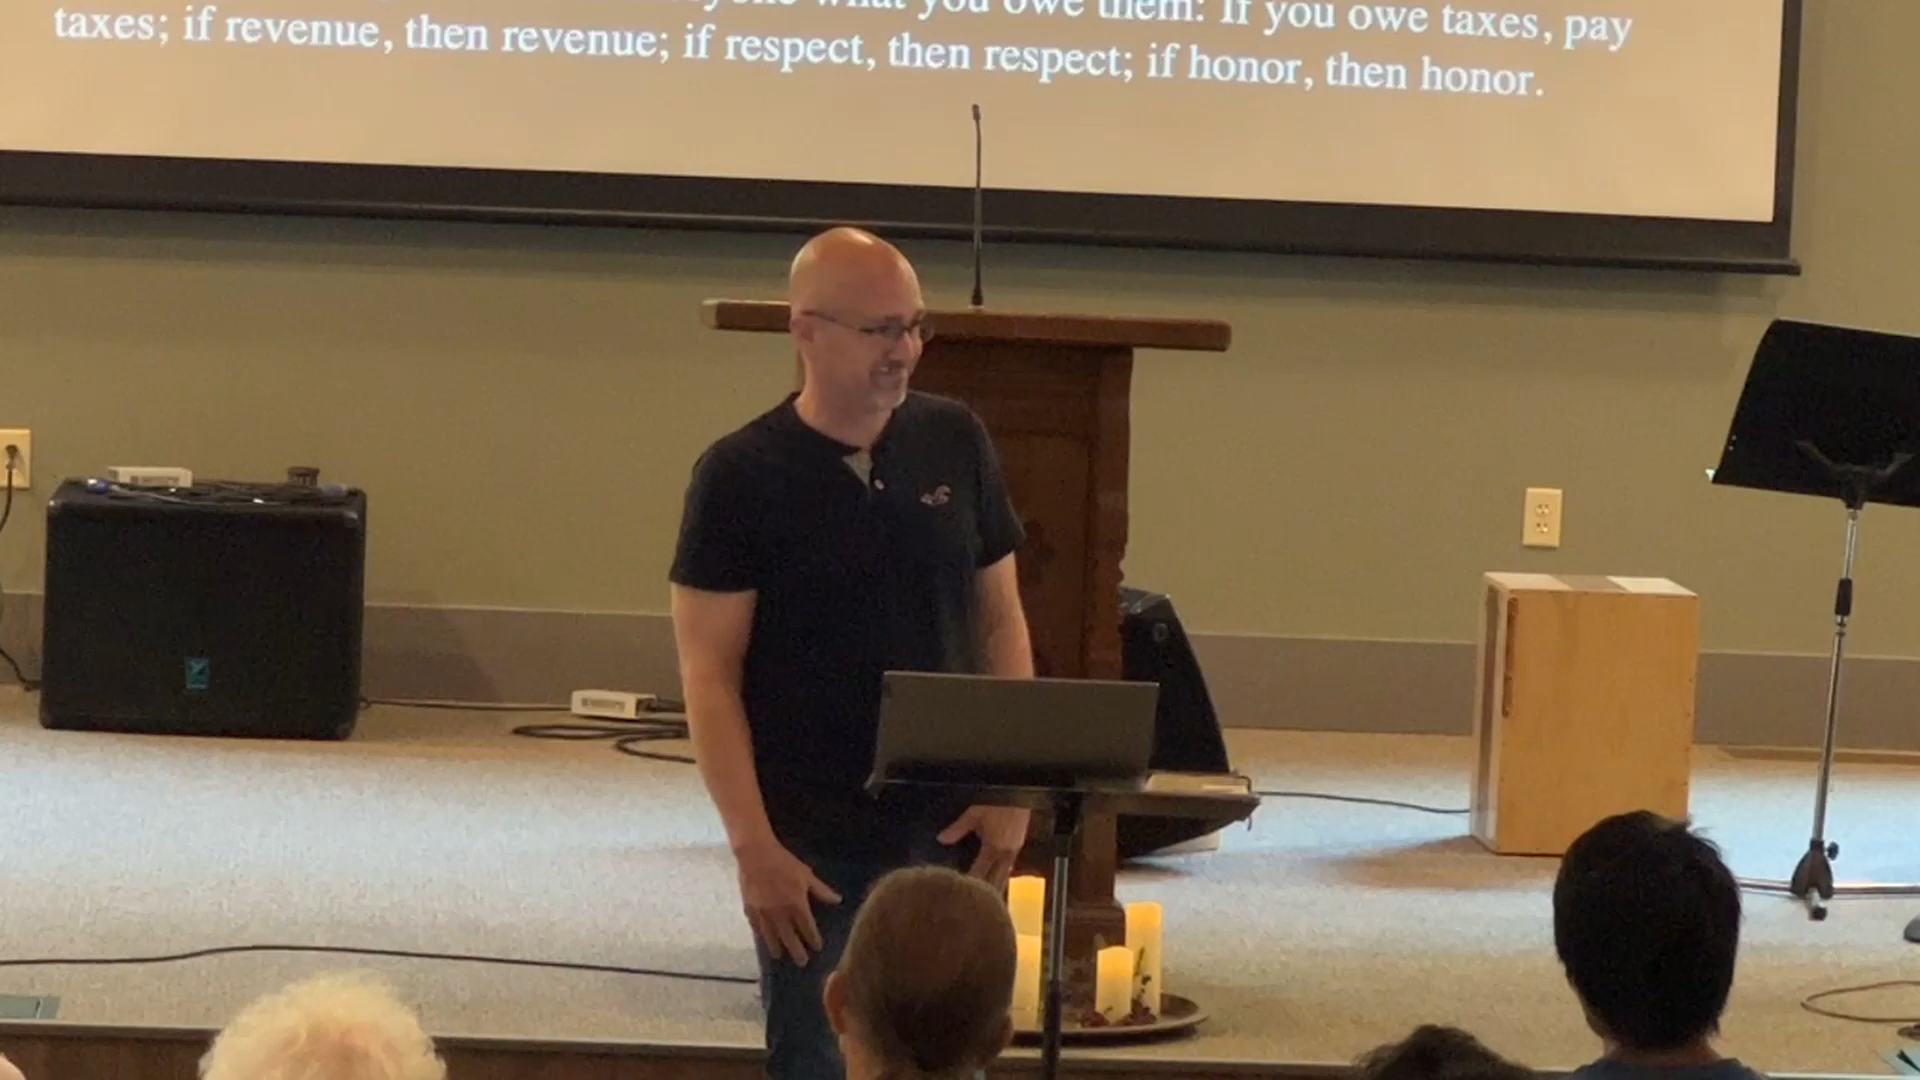 what you owe them: If you owe taxes, pay
taxes; if revenue, then revenue; if respect, then respect; if honor, then honor.